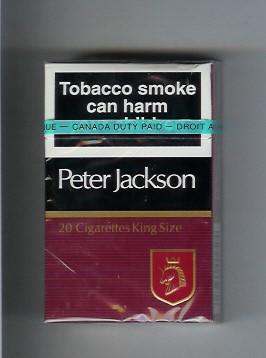 Tobacco smoke
can harm
UE — CANADA DUTY PAID — DROIT A
Peter Jackson
20 Cigarettes King Size